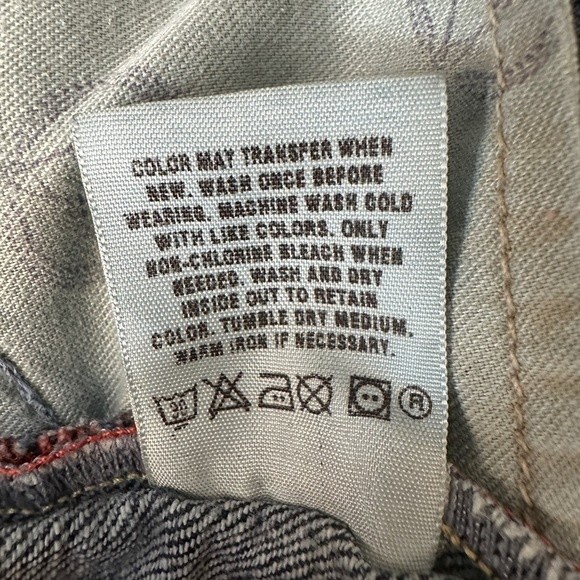 COLOR MAY TRANSFER WHEN
NEW. WASH ONCE BEFORE
WEARING. MACHINE WASH COLD
WITH LIKE COLORS. ONLY
NON-CHLORINE BLEACH WHEN
NEEDED. WASH AND DRY
INSIDE OUT TO RETAIN
COLOR. TUMBLE DRY MEDIUM.
WARM IRON IF NECESSARY.
30 ®